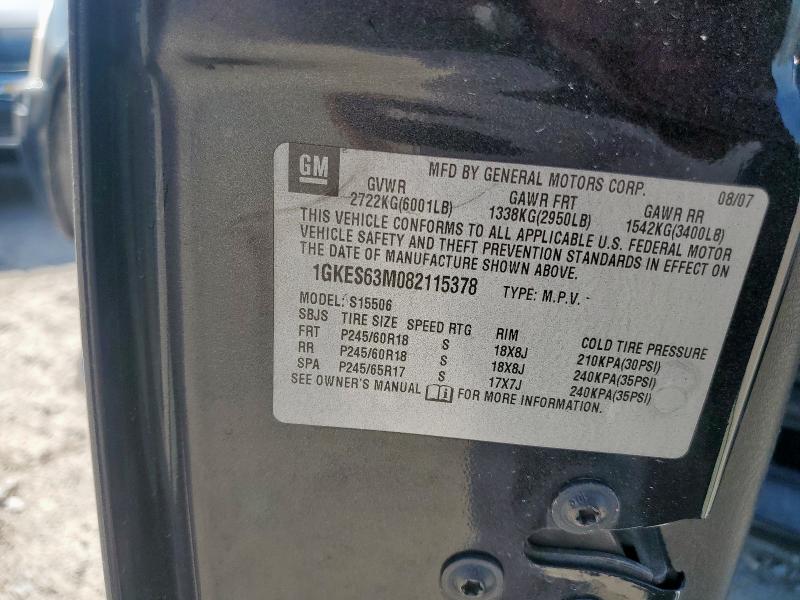 GM
MFD BY GENERAL MOTORS CORP. 08/07
GVWR GAWR FRT GAWR RR
2722KG(6001LB) 1338KG(2950LB) 1542KG(3400LB)
THIS VEHICLE CONFORMS TO ALL APPLICABLE U.S. FEDERAL MOTOR
VEHICLE SAFETY AND THEFT PREVENTION STANDARDS IN EFFECT ON
THE DATE OF MANUFACTURE SHOWN ABOVE.
1GKES63M082115378 TYPE: M.P.V.
MODEL: S15506
SBJS TIRE SIZE SPEED RTG RIM COLD TIRE PRESSURE
FRT P245/60R18 S 18X8J 210KPA(30PSI)
RR P245/60R18 S 18X8J 240KPA(35PSI)
SPA P245/65R17 S 17X7J 240KPA(35PSI)
SEE OWNER'S MANUAL FOR MORE INFORMATION.